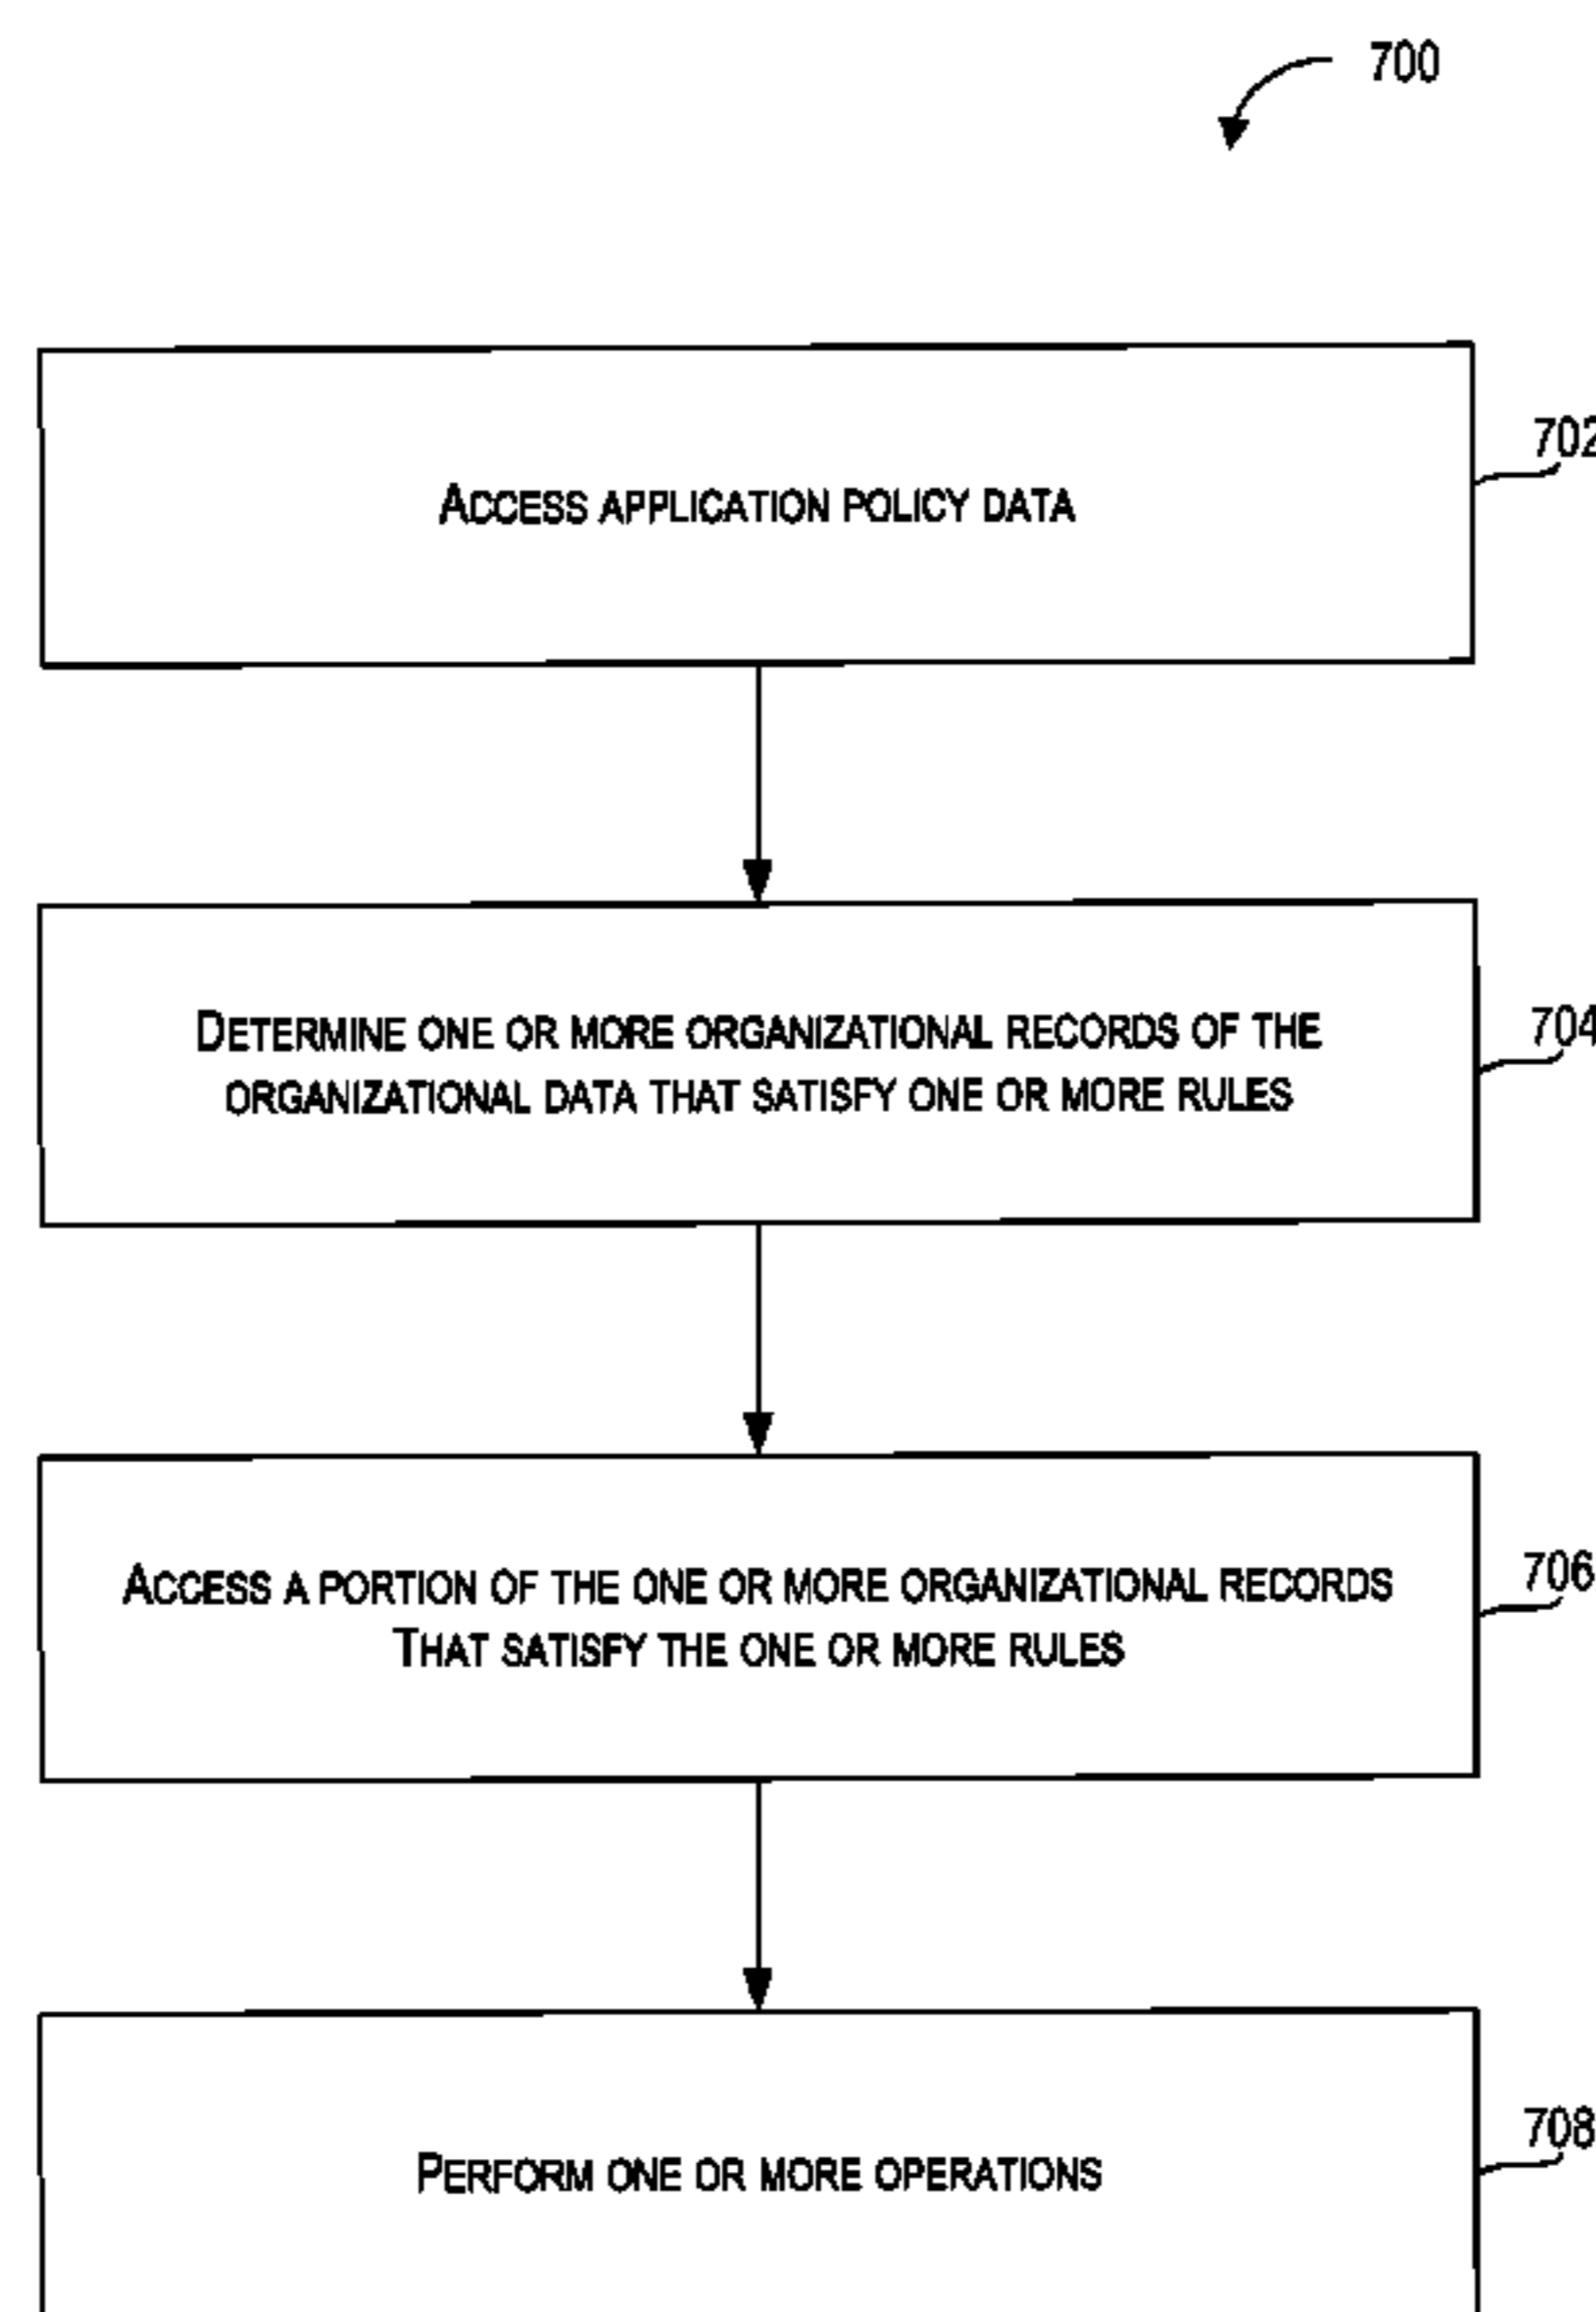 700
ACCESS APPLICATION POLICY DATA
702
DETERMINE ONE OR MORE ORGANIZATIONAL RECORDS OF THE
ORGANIZATIONAL DATA THAT SATISFY ONE OR MORE RULES
704
ACCESS A PORTION OF THE ONE OR MORE ORGANIZATIONAL RECORDS
THAT SATISFY THE ONE OR MORE RULES
706
PERFORM ONE OR MORE OPERATIONS
708